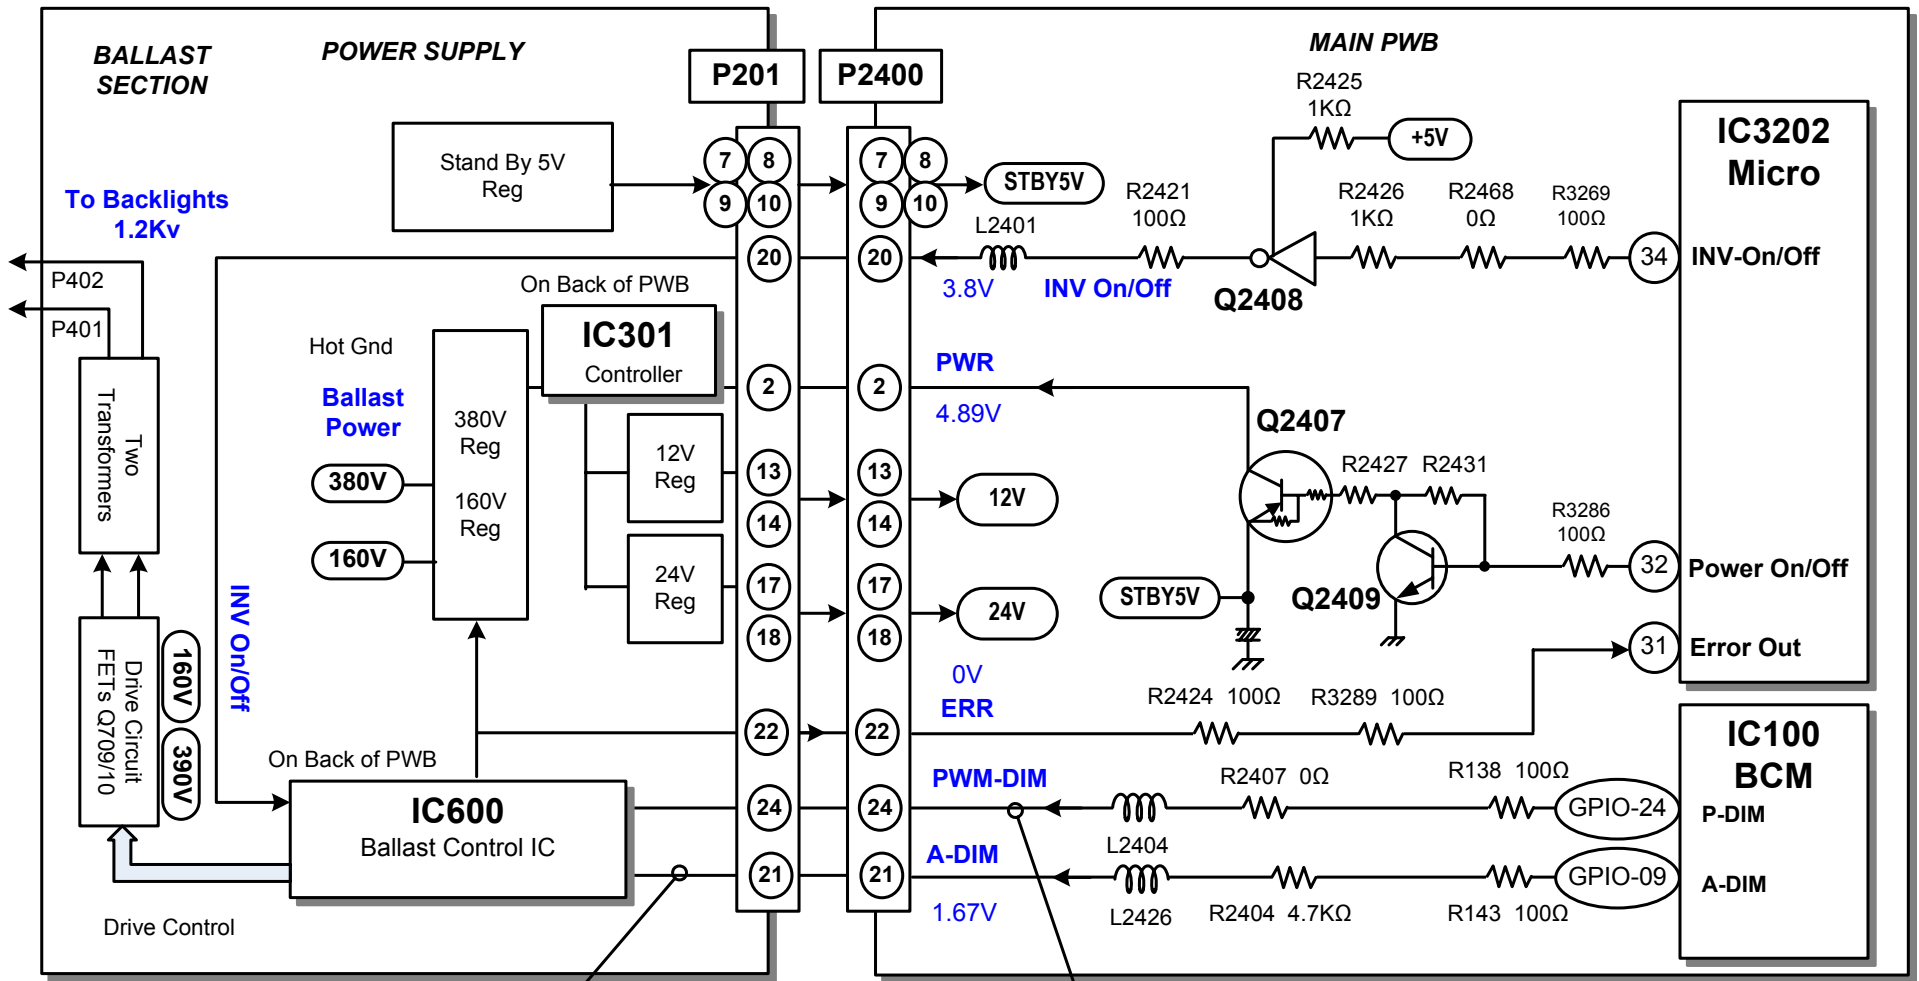 BALLAST
SECTION
POWER SUPPLY
P201
P2400
MAIN PWB
R2425
1KΩ
+5V
IC3202
Micro
Stand By 5V
Reg
7
8
9
10
7
8
9
10
STBY5V
To Backlights
1.2Kv
L2401
R2421
100Ω
R2426
1KΩ
R2468
0Ω
R3269
100Ω
20
20
34
INV-On/Off
3.8V
INV On/Off
Q2408
P402
P401
On Back of PWB
IC301
Controller
Hot Gnd
Ballast
Power
380V
160V
380V
Reg
160V
Reg
12V
Reg
24V
Reg
2
2
PWR
4.89V
13
14
13
14
12V
17
18
17
18
24V
Q2407
R2427
R2431
R3286
100Ω
32
Power On/Off
STBY5V
Q2409
31
Error Out
0V
ERR
R2424 100Ω
R3289 100Ω
22
22
Two
Transformers
Drive Circuit
FETs Q709/10
160V
390V
INV On/Off
On Back of PWB
IC600
Ballast Control IC
Drive Control
24
24
PWM-DIM
L2404
R2407 0Ω
R138 100Ω
GPIO-24
P-DIM
IC100
BCM
21
21
A-DIM
1.67V
L2426
R2404 4.7KΩ
R143 100Ω
GPIO-09
A-DIM